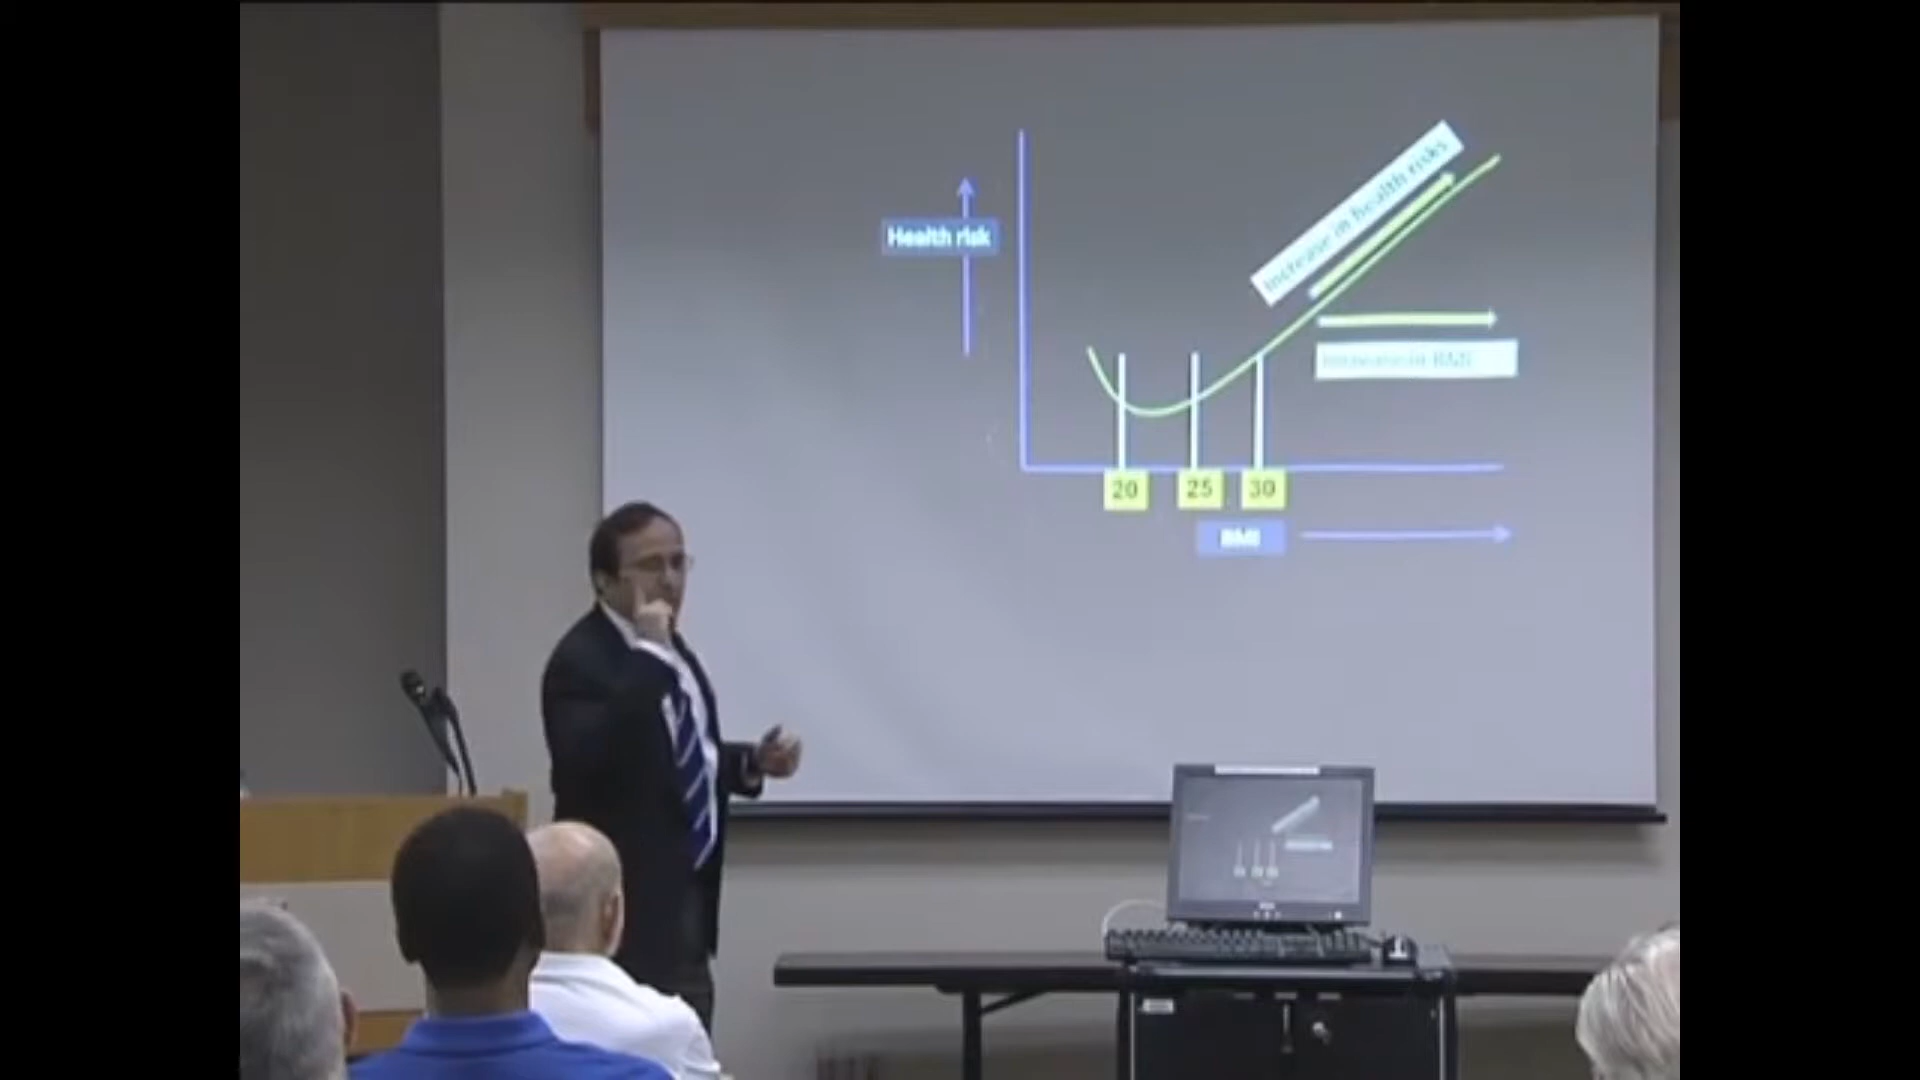 Increase in health risks
Health risk
Increase in BMI
20 25 30
BMI